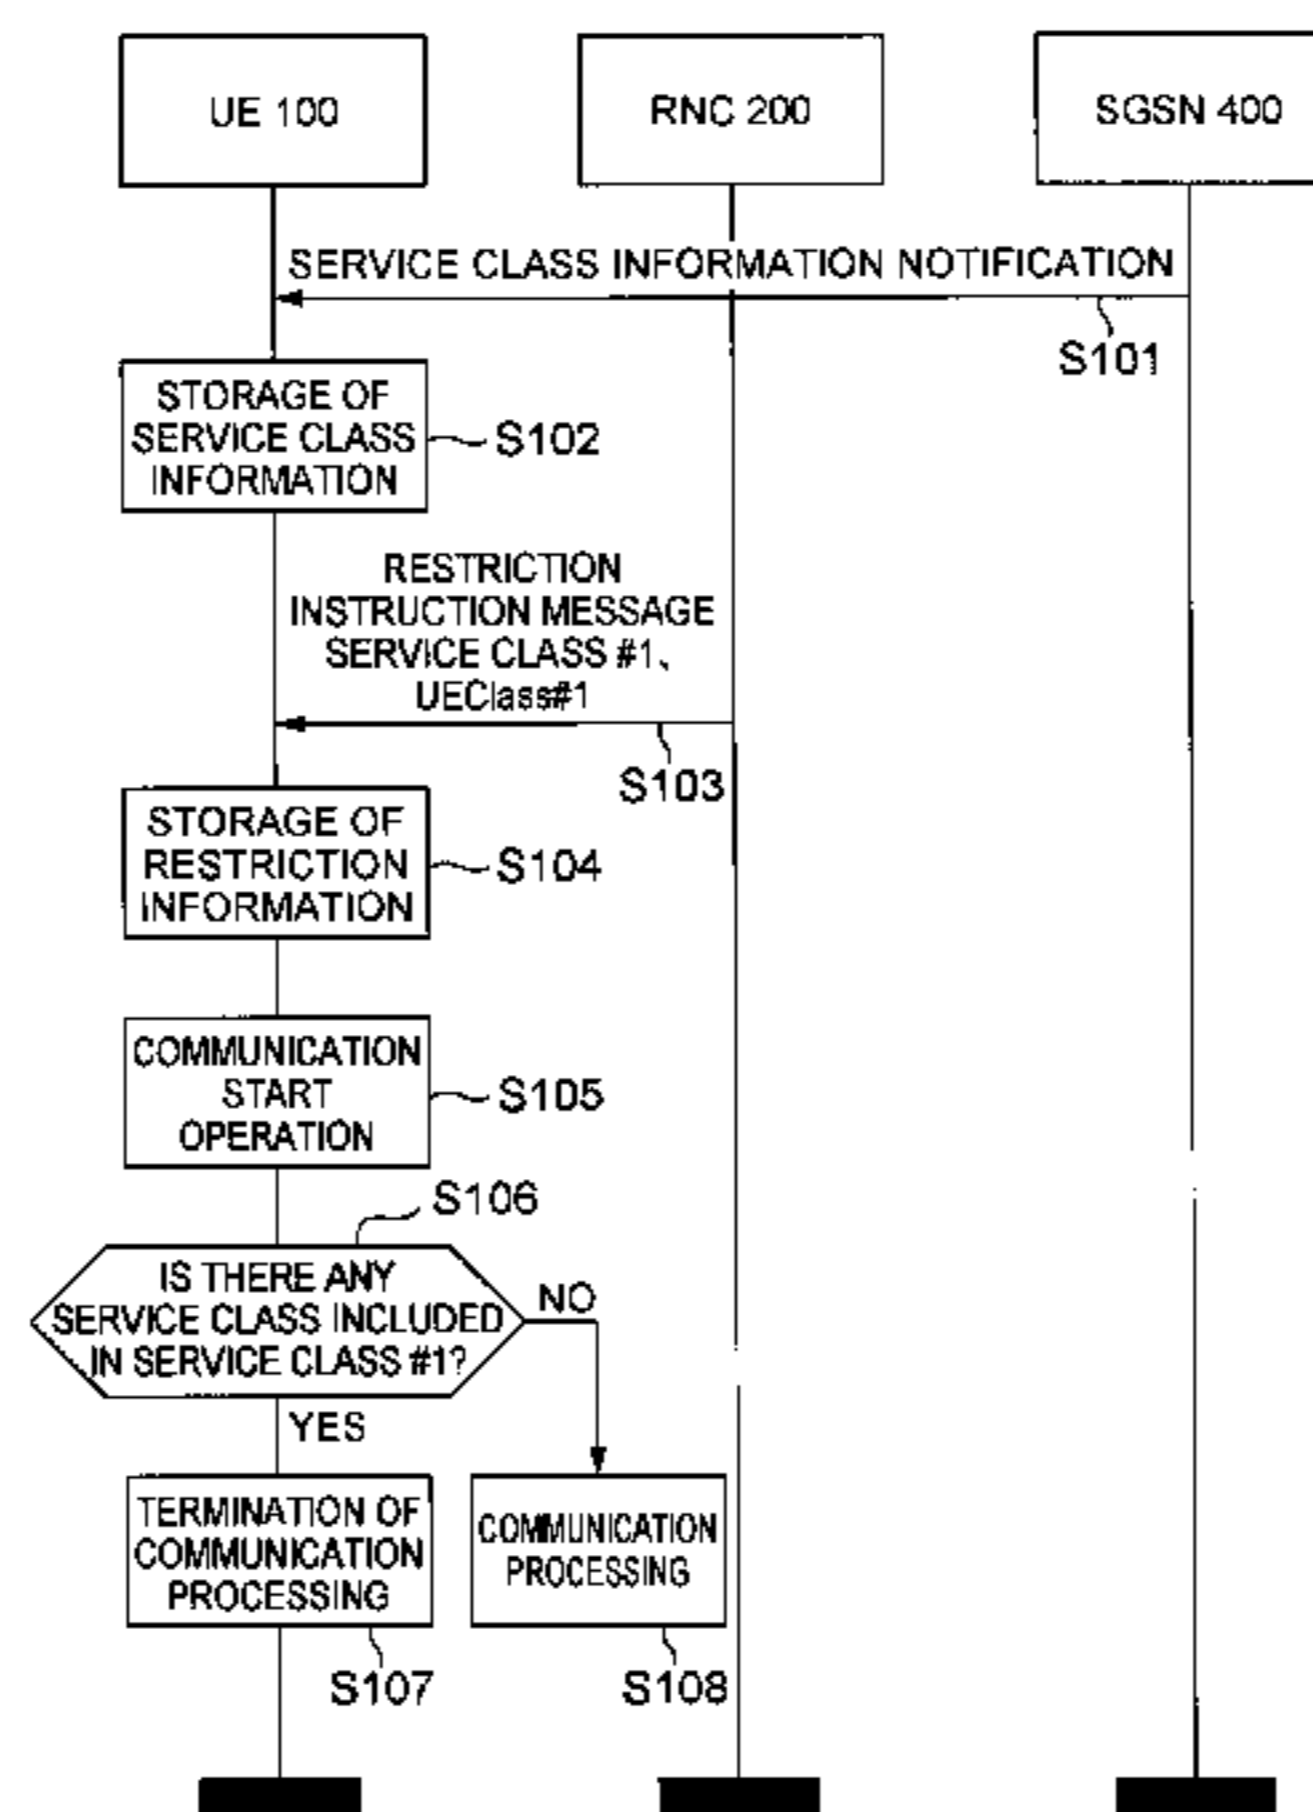 UE 100
RNC 200
SGSN 400
SERVICE CLASS INFORMATION NOTIFICATION
S101
STORAGE OF
SERVICE CLASS
INFORMATION
S102
RESTRICTION
INSTRUCTION MESSAGE
SERVICE CLASS #1、
UEClass#1
S103
STORAGE OF
RESTRICTION
INFORMATION
S104
COMMUNICATION
START
OPERATION
S105
S106
IS THERE ANY
SERVICE CLASS INCLUDED
IN SERVICE CLASS #1?
NO
YES
TERMINATION OF
COMMUNICATION
PROCESSING
COMMUNICATION
PROCESSING
S107
S108